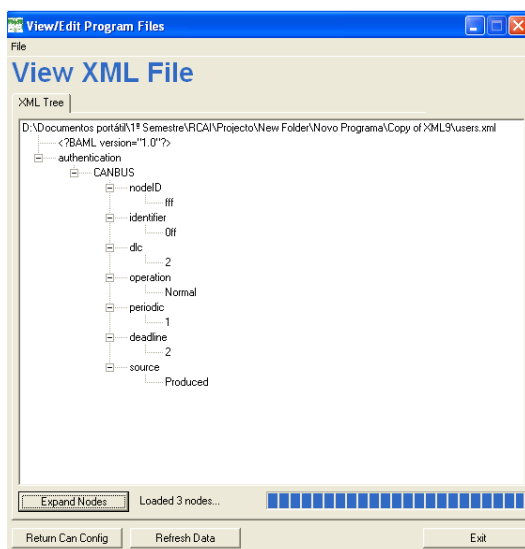 View/Edit Program Files
File
View XML File
XML Tree
D:\Documentos portátil\1º Semestre\RCAI\Projecto\New Folder\Novo Programa\Copy of XML9\users.xml
<?BAML version="1.0"?>
authentication
CANBUS
nodeID
fff
identifier
0ff
dlc
2
operation
Normal
periodic
1
deadline
2
source
Produced
Expand Nodes Loaded 3 nodes...
Return Can Config Refresh Data Exit